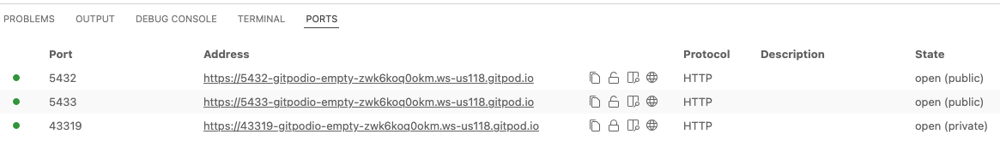 PROBLEMS OUTPUT DEBUG CONSOLE TERMINAL PORTS
Port Address Protocol Description State
5432 https://5432-gitpodio-empty-zwk6koq0okm.ws-us118.gitpod.io HTTP open (public)
5433 https://5433-gitpodio-empty-zwk6koq0okm.ws-us118.gitpod.io HTTP open (public)
43319 https://43319-gitpodio-empty-zwk6koq0okm.ws-us118.gitpod.io HTTP open (private)